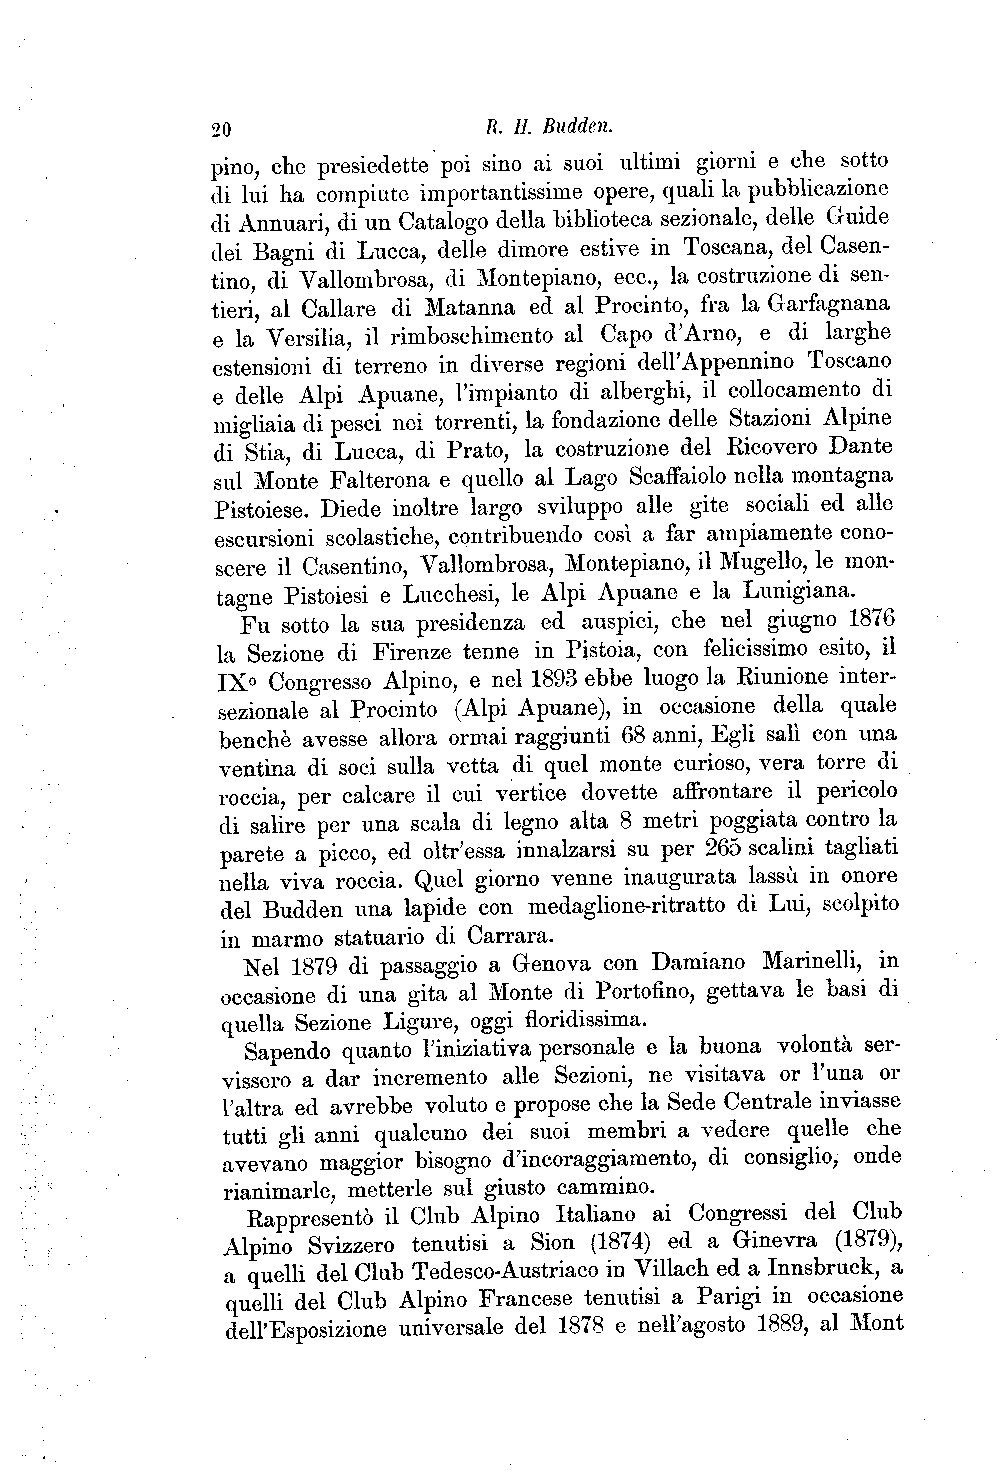 20 R. H. Budden.
pino, che presiedette poi sino ai suoi ultimi giorni e che sotto
di lui ha compiute importantissime opere, quali la pubblicazione
di Annuari, di un Catalogo della biblioteca sezionale, delle Guide
dei Bagni di Lucca, delle dimore estive in Toscana, del Casen-
tino, di Vallombrosa, di Montepiano, ecc., la costruzione di sen-
tieri, al Callare di Matanna ed al Procinto, fra la Garfagnana
e la Versilia, il rimboschimento al Capo d'Arno, e di larghe
estensioni di terreno in diverse regioni dell'Appennino Toscano
e delle Alpi Apuane, l'impianto di alberghi, il collocamento di
migliaia di pesci nei torrenti, la fondazione delle Stazioni Alpine
di Stia, di Lucca, di Prato, la costruzione del Ricovero Dante
sul Monte Falterona e quello al Lago Scaffaiolo nella montagna
Pistoiese. Diede inoltre largo sviluppo alle gite sociali ed alle
escursioni scolastiche, contribuendo così a far ampiamente cono-
scere il Casentino, Vallombrosa, Montepiano, il Mugello, le mon-
tagne Pistoiesi e Lucchesi, le Alpi Apuane e la Lunigiana.
Fu sotto la sua presidenza ed auspici, che nel giugno 1876
la Sezione di Firenze tenne in Pistoia, con felicissimo esito, il
IXº Congresso Alpino, e nel 1893 ebbe luogo la Riunione inter-
sezionale al Procinto (Alpi Apuane), in occasione della quale
benchè avesse allora ormai raggiunti 68 anni, Egli salì con una
ventina di soci sulla vetta di quel monte curioso, vera torre di
roccia, per calcare il cui vertice dovette affrontare il pericolo
di salire per una scala di legno alta 8 metri poggiata contro la
parete a picco, ed oltr'essa innalzarsi su per 265 scalini tagliati
nella viva roccia. Quel giorno venne inaugurata lassù in onore
del Budden una lapide con medaglione-ritratto di Lui, scolpito
in marmo statuario di Carrara.
Nel 1879 di passaggio a Genova con Damiano Marinelli, in
occasione di una gita al Monte di Portofino, gettava le basi di
quella Sezione Ligure, oggi floridissima.
Sapendo quanto l'iniziativa personale e la buona volontà ser-
vissero a dar incremento alle Sezioni, ne visitava or l'una or
l'altra ed avrebbe voluto e propose che la Sede Centrale inviasse
tutti gli anni qualcuno dei suoi membri a vedere quelle che
avevano maggior bisogno d'incoraggiamento, di consiglio, onde
rianimarle, metterle sul giusto cammino.
Rappresentò il Club Alpino Italiano ai Congressi del Club
Alpino Svizzero tenutisi a Sion (1874) ed a Ginevra (1879),
a quelli del Club Tedesco-Austriaco in Villach ed a Innsbruck, a
quelli del Club Alpino Francese tenutisi a Parigi in occasione
dell'Esposizione universale del 1878 e nell'agosto 1889, al Mont